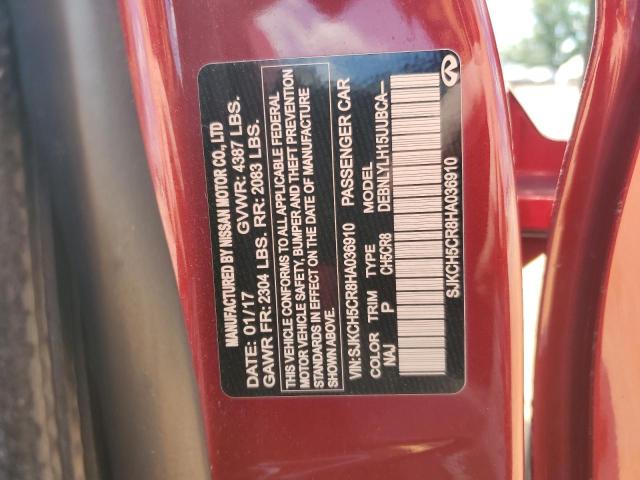 MANUFACTURED BY NISSAN MOTOR CO., LTD
DATE: 01/17 GVWR: 4387 LBS.
GAWR FR: 2304 LBS. RR: 2083 LBS.
THIS VEHICLE CONFORMS TO ALL APPLICABLE FEDERAL
MOTOR VEHICLE SAFETY, BUMPER AND THEFT PREVENTION
STANDARDS IN EFFECT ON THE DATE OF MANUFACTURE
SHOWN ABOVE.
VIN: SJKCH5CR8HA036910 PASSENGER CAR
COLOR TRIM TYPE MODEL
NAJ P CH5CR8 DEBNLYLH15UUBCA—
SJKCH5CR8HA036910